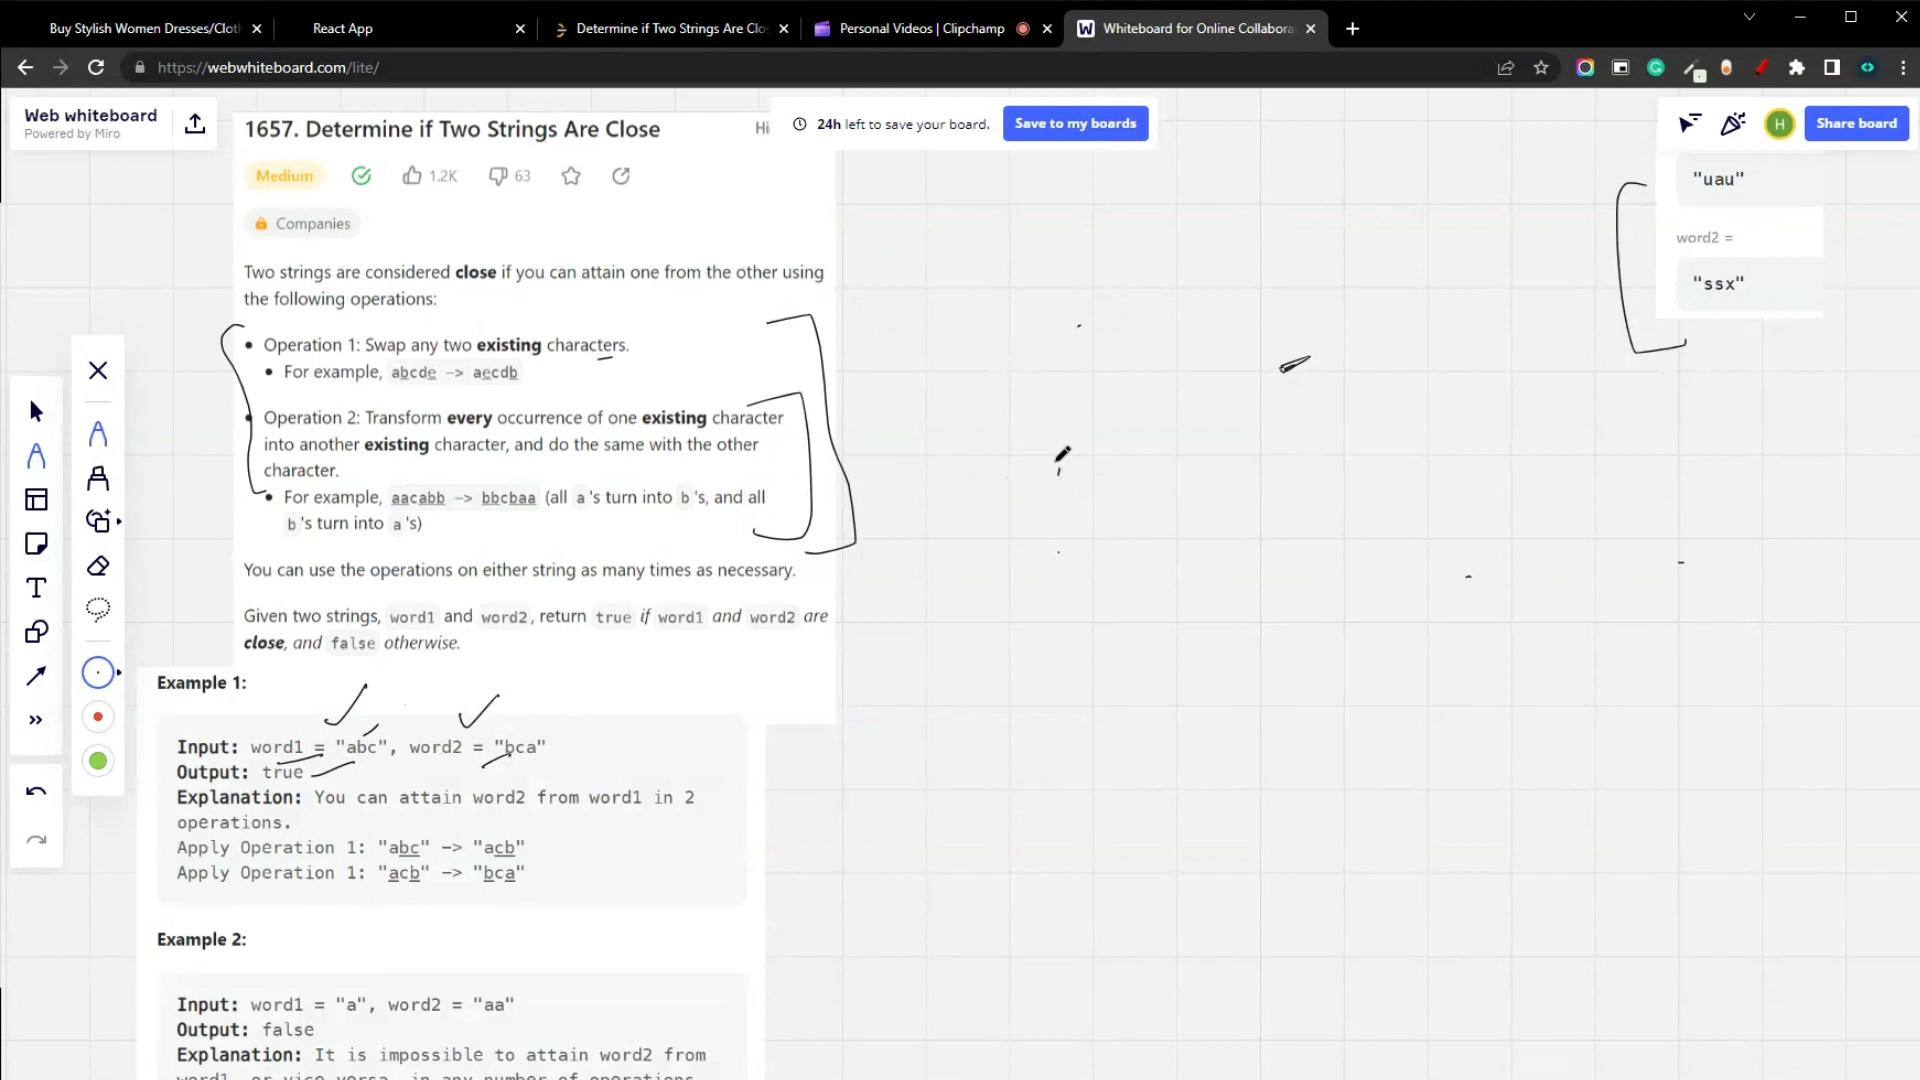 Buy Stylish Women Dresses/Clot
React App
Determine if Two Strings Are Clo
Personal Videos | Clipchamp
Whiteboard for Online Collabora
https://webwhiteboard.com/lite/
Web whiteboard
Powered by Miro
24h left to save your board.
Save to my boards
H
Share board
1657. Determine if Two Strings Are Close
Hi
Medium
1.2K
63
Companies
Two strings are considered close if you can attain one from the other using
the following operations:
• Operation 1: Swap any two existing characters.
• For example, abcde -> aecdb
• Operation 2: Transform every occurrence of one existing character
into another existing character, and do the same with the other
character.
• For example, aacabb -> bbcbaa (all a 's turn into b 's, and all
b 's turn into a 's)
You can use the operations on either string as many times as necessary.
Given two strings, word1 and word2, return true if word1 and word2 are
close, and false otherwise.
Example 1:
Input: word1 = "abc", word2 = "bca"
Output: true
Explanation: You can attain word2 from word1 in 2
operations.
Apply Operation 1: "abc" -> "acb"
Apply Operation 1: "acb" -> "bca"
Example 2:
Input: word1 = "a", word2 = "aa"
Output: false
Explanation: It is impossible to attain word2 from
word1, or vice versa, in any number of operations.
"uau"
word2 =
"ssx"